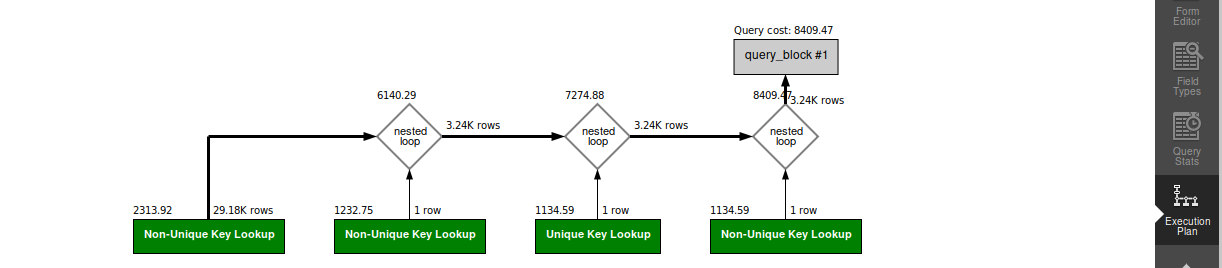 Query cost: 8409.47
query_block #1
6140.29
7274.88
8409.47
3.24K rows
nested
loop
3.24K rows
nested
loop
3.24K rows
nested
loop
2313.92
29.18K rows
1232.75
1 row
1134.59
1 row
1134.59
1 row
Non-Unique Key Lookup
Non-Unique Key Lookup
Unique Key Lookup
Non-Unique Key Lookup
Form
Editor
Field
Types
Query
Stats
Execution
Plan